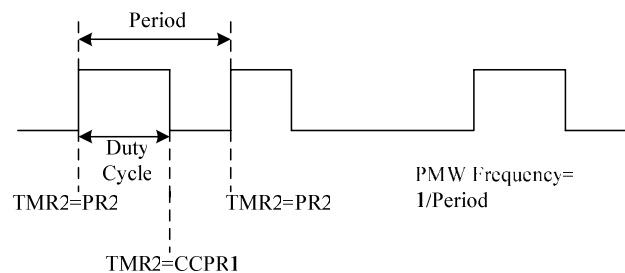 Period
Duty
Cycle
PMW Frequency=
1/Period
TMR2=PR2
TMR2=PR2
TMR2=CCPR1